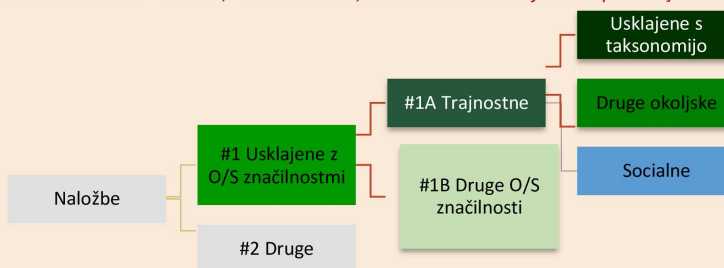 Usklajene s
taksonomijo
#1A Trajnostne
Druge okoljske
#1 Usklajene z
O/S značilnostmi
Socialne
#1B Druge O/S
značilnosti
Naložbe
#2 Druge